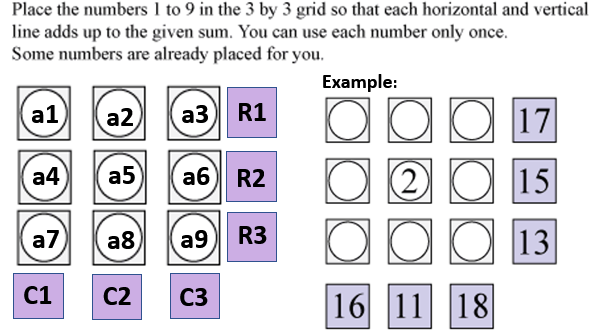 Place the numbers 1 to 9 in the 3 by 3 grid so that each horizontal and vertical
line adds up to the given sum. You can use each number only once.
Some numbers are already placed for you.
Example:
a1 a2 a3 R1
a4 a5 a6 R2
a7 a8 a9 R3
C1 C2 C3
17
2 15
13
16 11 18